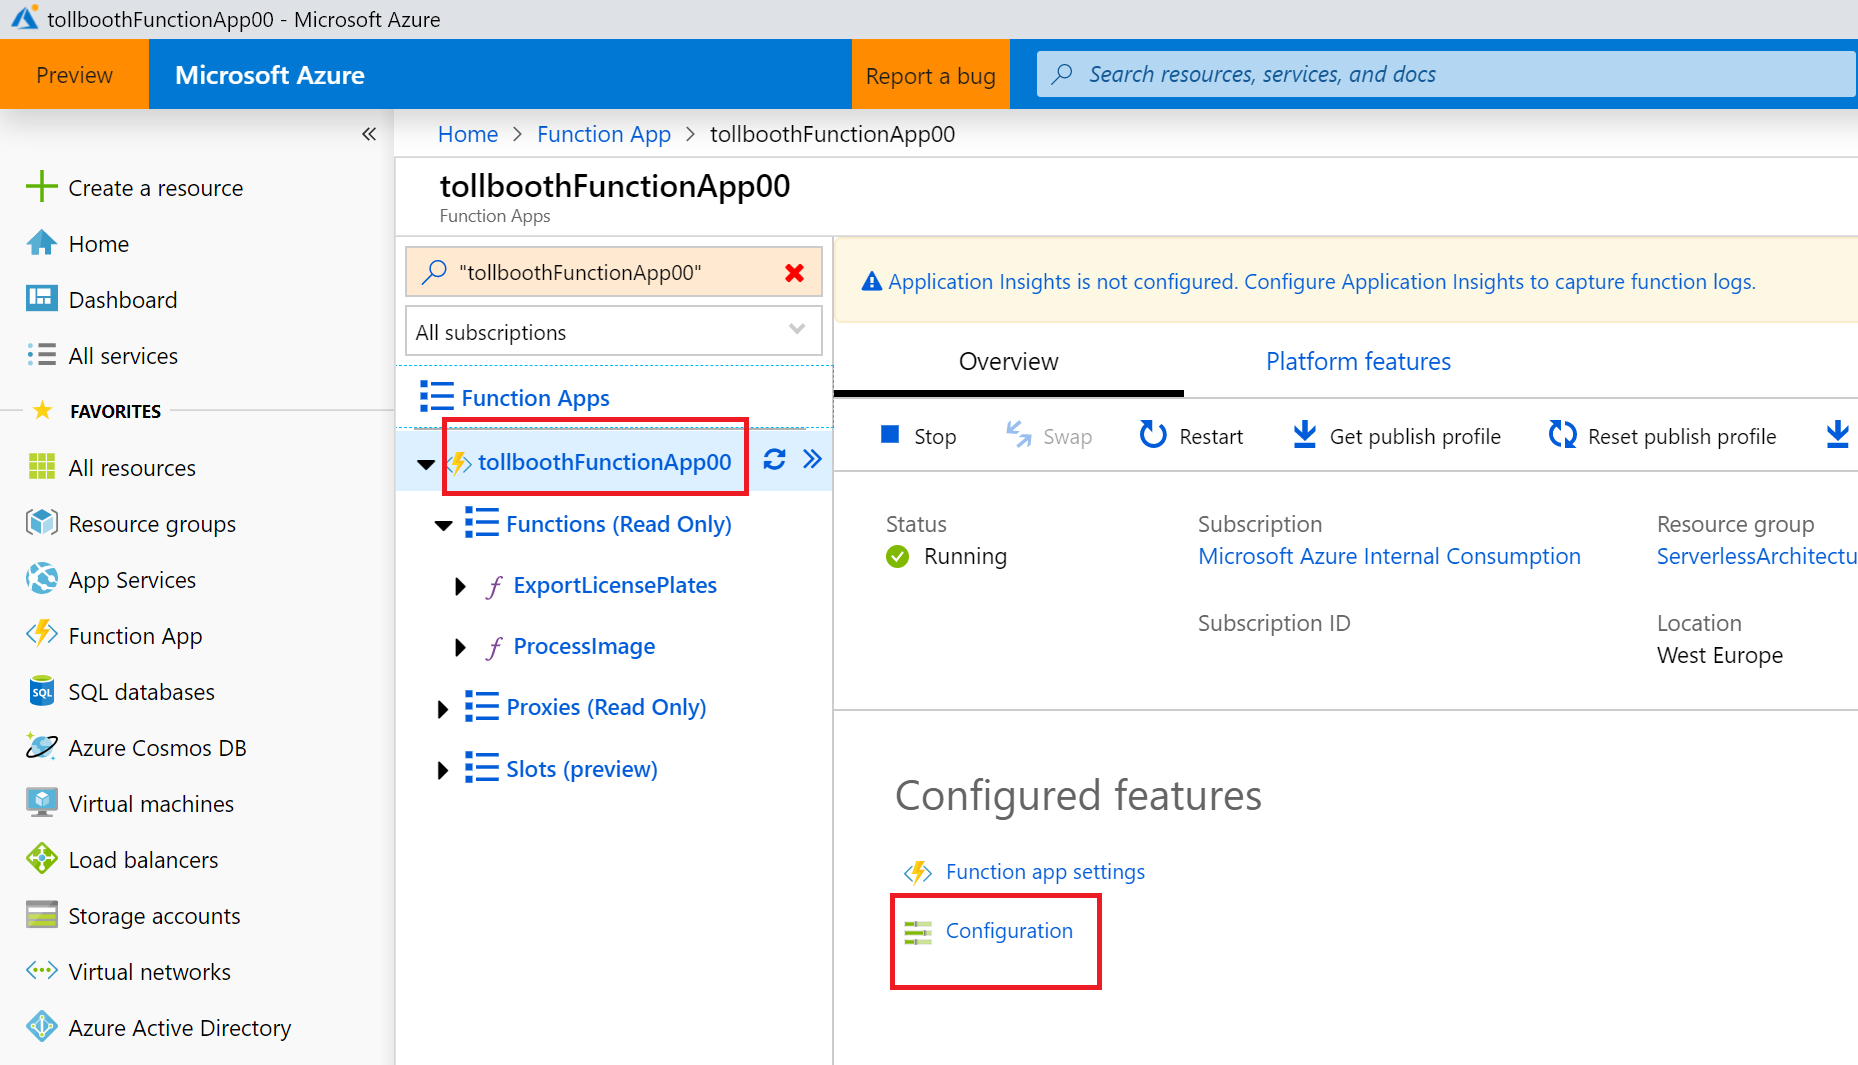 tollboothFunctionApp00 - Microsoft Azure
Preview
Microsoft Azure
Report a bug
Search resources, services, and docs
«
Create a resource
Home
Dashboard
All services
FAVORITES
All resources
Resource groups
App Services
Function App
SQL databases
Azure Cosmos DB
Virtual machines
Load balancers
Storage accounts
Virtual networks
Azure Active Directory
Home > Function App > tollboothFunctionApp00
tollboothFunctionApp00
Function Apps
"tollboothFunctionApp00"
All subscriptions
Function Apps
tollboothFunctionApp00
Functions (Read Only)
ƒ ExportLicensePlates
ƒ ProcessImage
Proxies (Read Only)
Slots (preview)
Application Insights is not configured. Configure Application Insights to capture function logs.
Overview Platform features
Stop Swap Restart Get publish profile Reset publish profile
Status Subscription Resource group
Running Microsoft Azure Internal Consumption ServerlessArchitectu
Subscription ID Location
West Europe
Configured features
Function app settings
Configuration